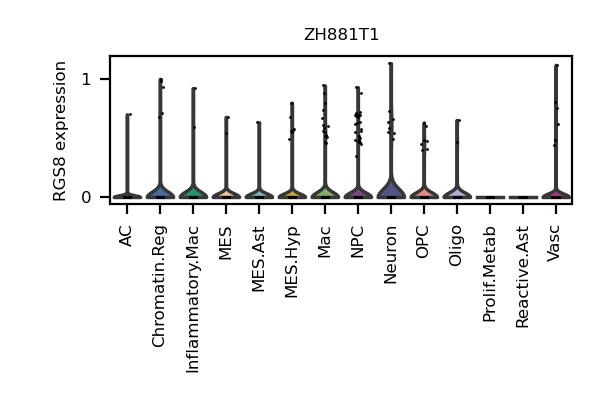 ZH881T1
RGS8 expression
1
0
AC
Chromatin.Reg
Inflammatory.Mac
MES
MES.Ast
MES.Hyp
Mac
NPC
Neuron
OPC
Oligo
Prolif.Metab
Reactive.Ast
Vasc